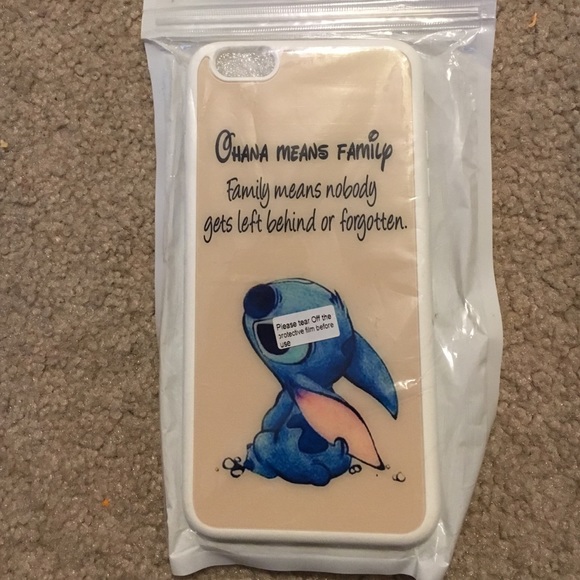 Ohana means family
Family means nobody
gets left behind or forgotten.
Please tear Off the
protective film before
use